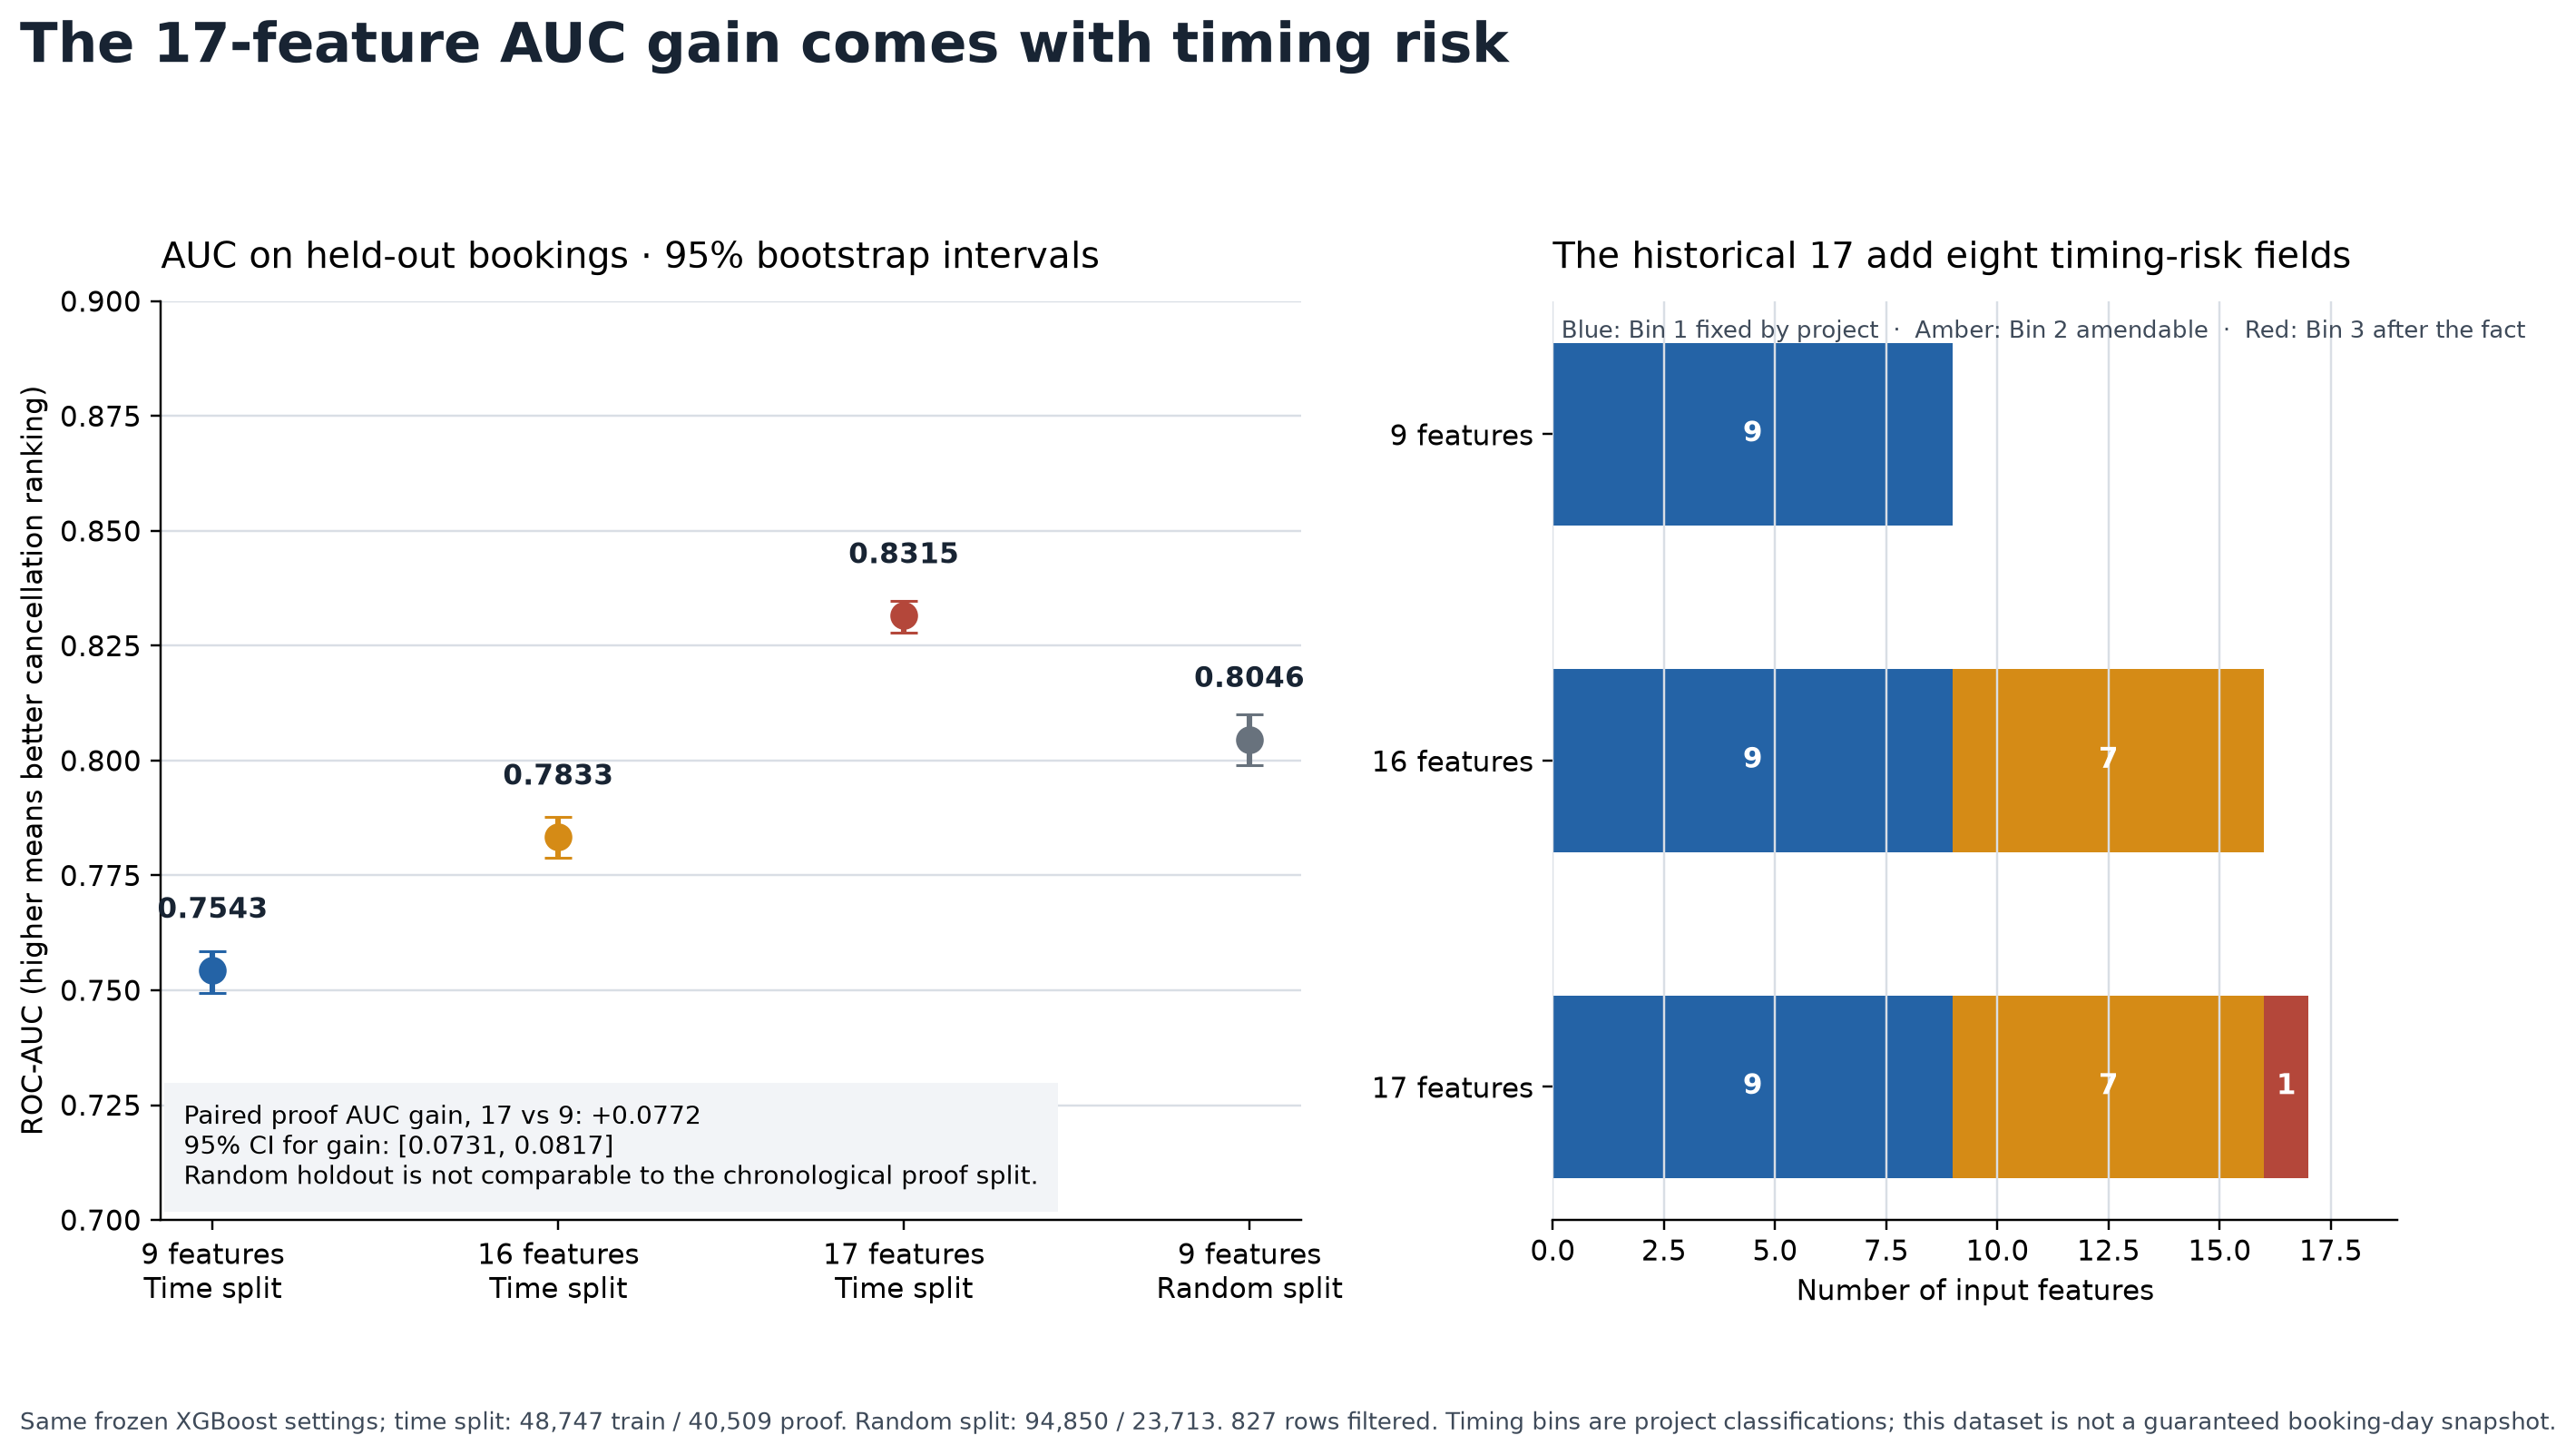 The 17-feature AUC gain comes with timing risk
AUC on held-out bookings · 95% bootstrap intervals
ROC-AUC (higher means better cancellation ranking)
0.900
0.875
0.850
0.825
0.800
0.775
0.750
0.725
0.700
0.7543
0.7833
0.8315
0.8046
Paired proof AUC gain, 17 vs 9: +0.0772
95% CI for gain: [0.0731, 0.0817]
Random holdout is not comparable to the chronological proof split.
9 features
Time split
16 features
Time split
17 features
Time split
9 features
Random split
The historical 17 add eight timing-risk fields
Blue: Bin 1 fixed by project · Amber: Bin 2 amendable · Red: Bin 3 after the fact
9 features
9
16 features
9
7
17 features
9
7
1
0.0
2.5
5.0
7.5
10.0
12.5
15.0
17.5
Number of input features
Same frozen XGBoost settings; time split: 48,747 train / 40,509 proof. Random split: 94,850 / 23,713. 827 rows filtered. Timing bins are project classifications; this dataset is not a guaranteed booking-day snapshot.